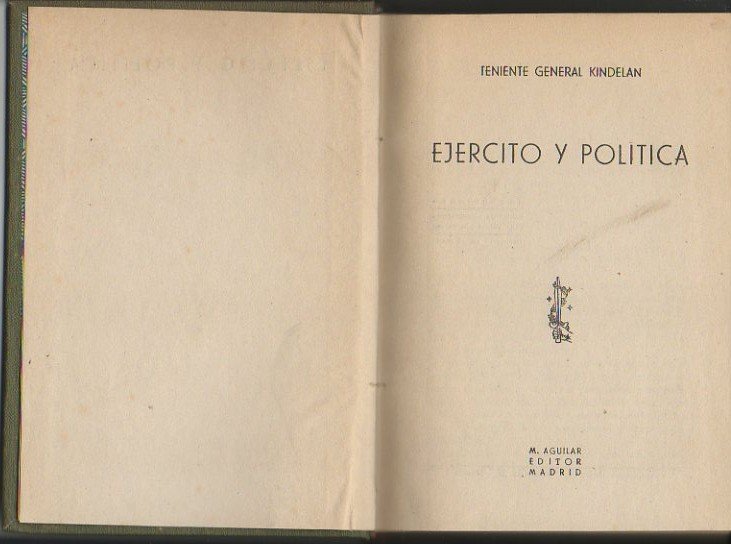 TENIENTE GENERAL KINDELAN
EJERCITO Y POLITICA
M. AGUILAR
EDITOR
MADRID